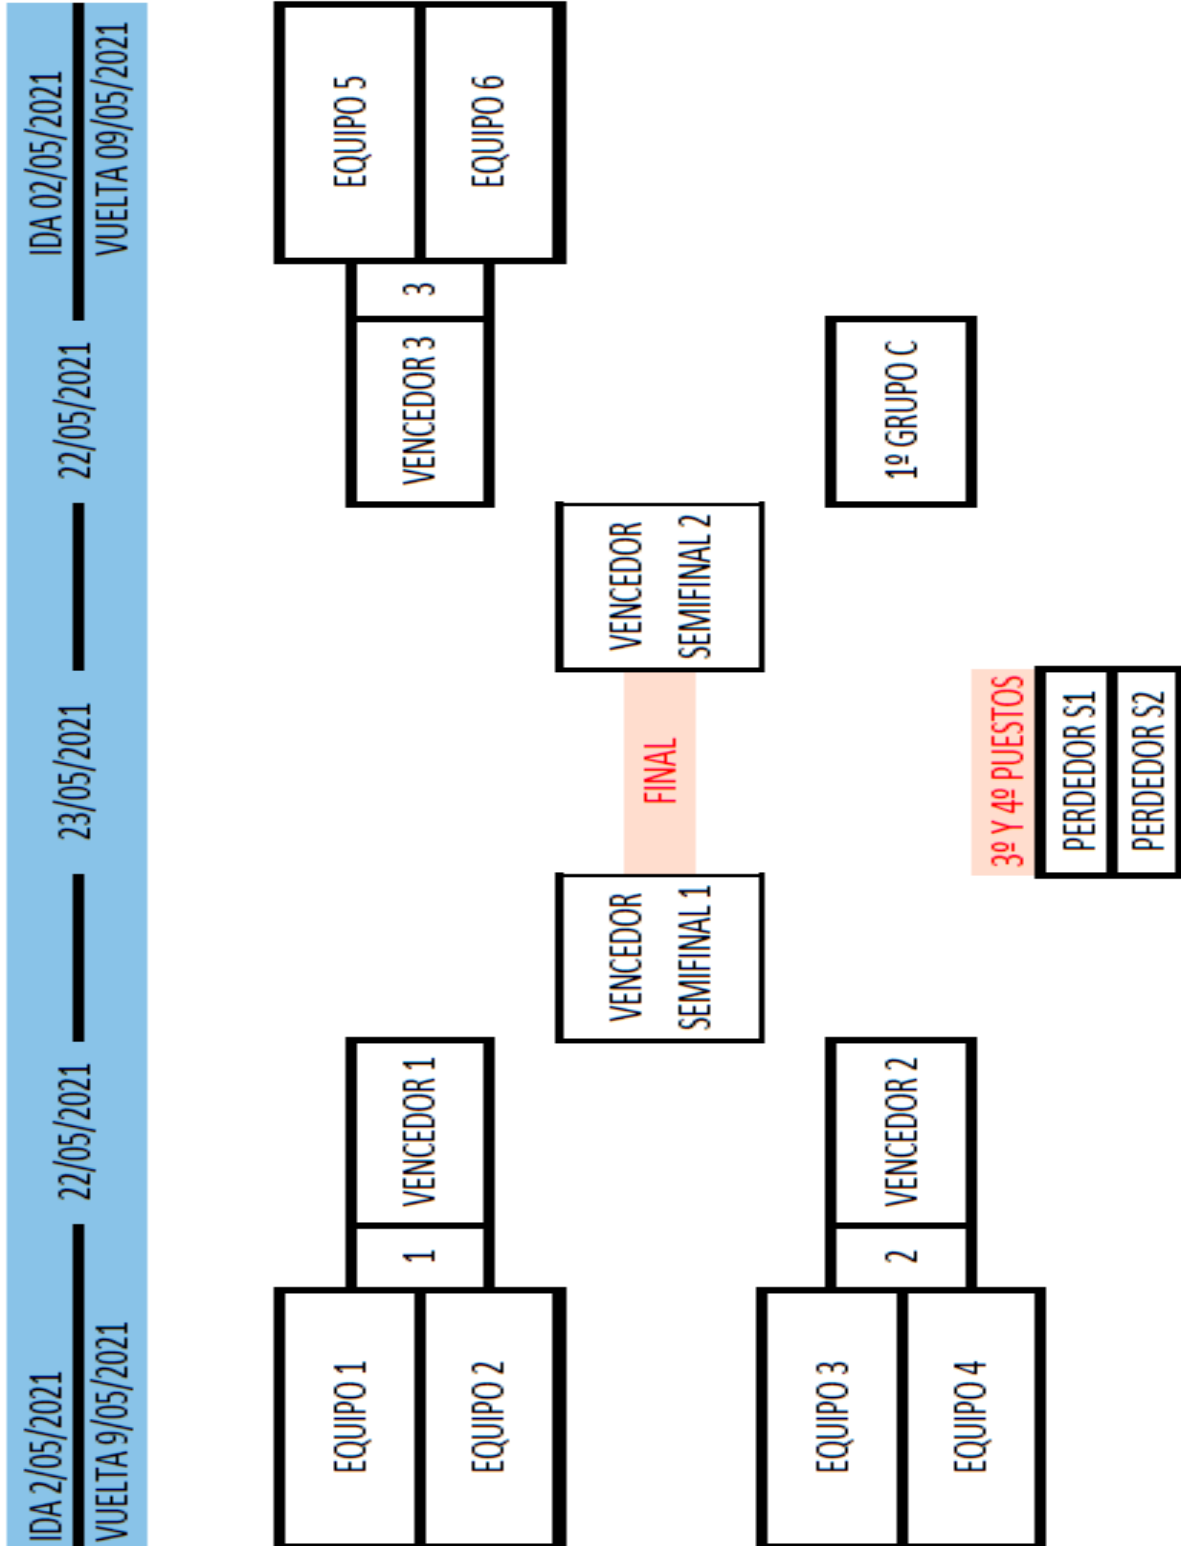 IDA 2/05/2021
VUELTA 9/05/2021
22/05/2021
23/05/2021
22/05/2021
IDA 02/05/2021
VUELTA 09/05/2021
EQUIPO 1
EQUIPO 2
1
VENCEDOR 1
VENCEDOR 3
3
EQUIPO 5
EQUIPO 6
VENCEDOR
SEMIFINAL 1
FINAL
VENCEDOR
SEMIFINAL 2
EQUIPO 3
EQUIPO 4
2
VENCEDOR 2
1º GRUPO C
3º Y 4º PUESTOS
PERDEDOR S1
PERDEDOR S2